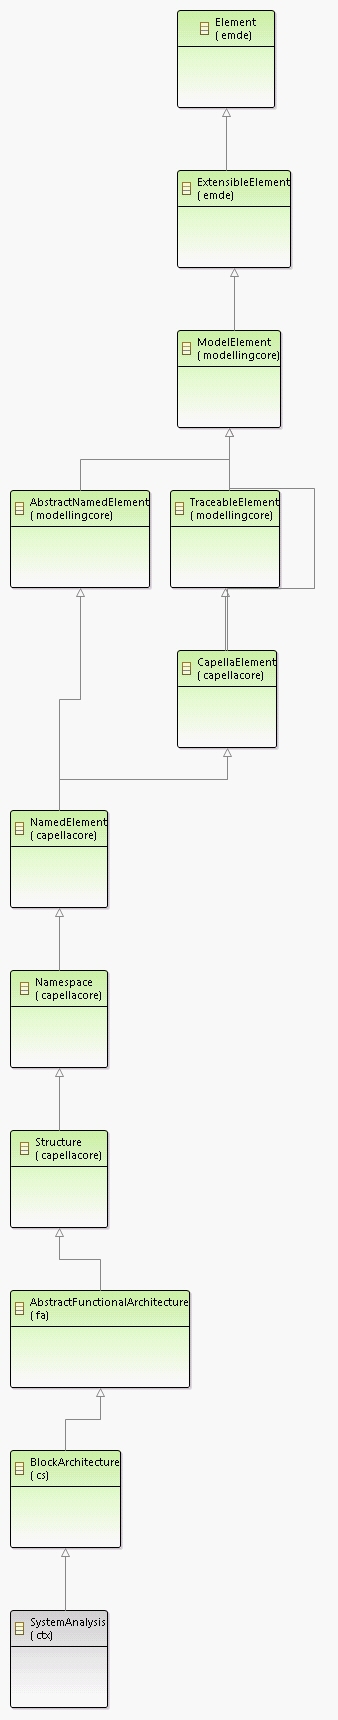 Element
( emde)
ExtensibleElement
( emde)
ModelElement
( modellingcore)
AbstractNamedElement
( modellingcore)
TraceableElement
( modellingcore)
CapellaElement
( capellacore)
NamedElement
( capellacore)
Namespace
( capellacore)
Structure
( capellacore)
AbstractFunctionalArchitecture
( fa)
BlockArchitecture
( cs)
SystemAnalysis
( ctx)